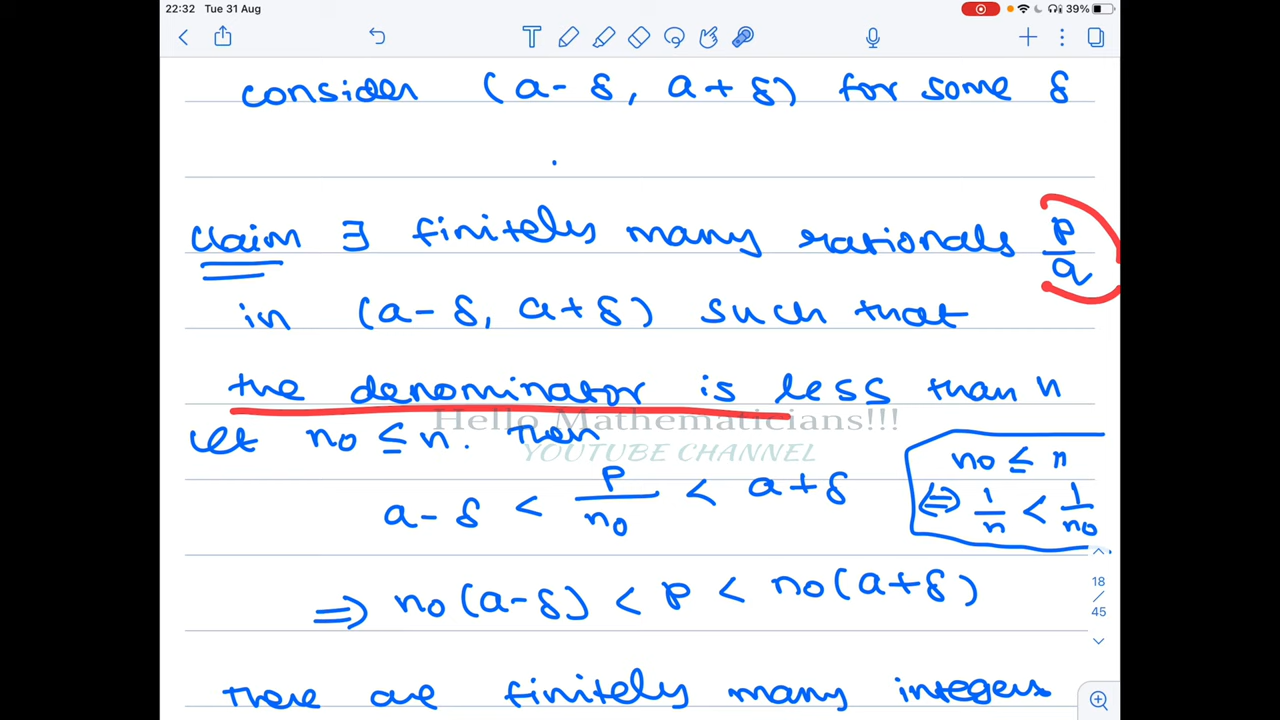 22:32 Tue 31 Aug 39%
consider (a-δ, a+δ) for some δ
Claim ∃ finitely many rationals p/q
in (a-δ, a+δ) such that
the denominator is less than n
Hello Mathematicians!!!
Let n₀ ≤ n. Then
YOUTUBE CHANNEL
a-δ < p/n₀ < a+δ
n₀ ≤ n
⇔ 1/n < 1/n₀
18
/
45
⇒ n₀(a-δ) < p < n₀(a+δ)
there are finitely many integers